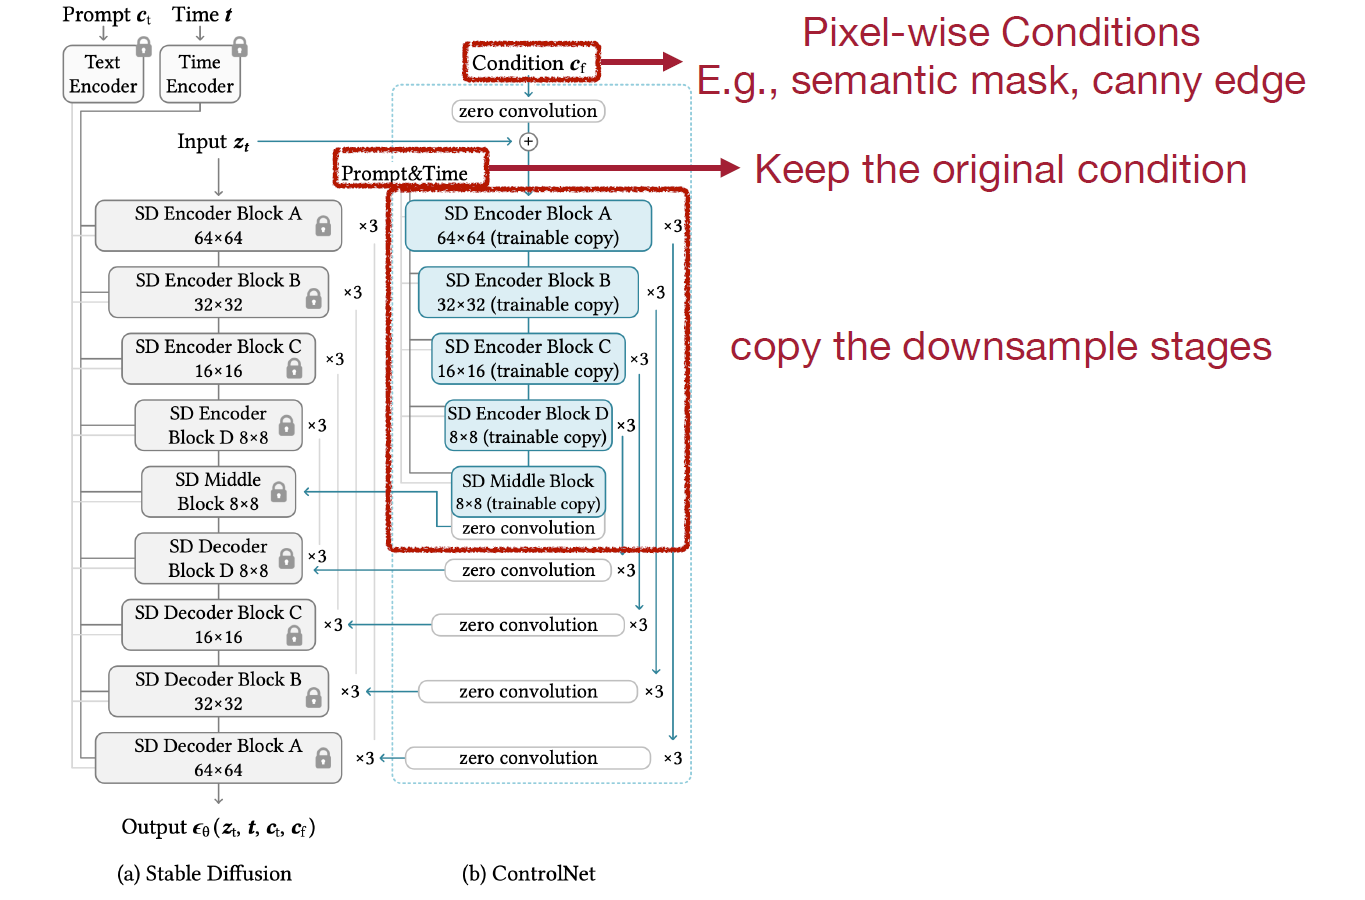 Prompt cₜ
Time t
Text
Encoder
Time
Encoder
Condition c_f
Pixel-wise Conditions
E.g., semantic mask, canny edge
zero convolution
Input zₜ
+
Prompt&Time
Keep the original condition
SD Encoder Block A
64×64
×3
SD Encoder Block A
64×64 (trainable copy)
×3
SD Encoder Block B
32×32
×3
SD Encoder Block B
32×32 (trainable copy)
×3
SD Encoder Block C
16×16
×3
SD Encoder Block C
16×16 (trainable copy)
×3
copy the downsample stages
SD Encoder
Block D 8×8
×3
SD Encoder Block D
8×8 (trainable copy)
×3
SD Middle
Block 8×8
SD Middle Block
8×8 (trainable copy)
zero convolution
SD Decoder
Block D 8×8
×3
zero convolution
×3
SD Decoder Block C
16×16
×3
zero convolution
×3
SD Decoder Block B
32×32
×3
zero convolution
×3
SD Decoder Block A
64×64
×3
zero convolution
×3
Output ϵ_θ(zₜ, t, cₜ, c_f)
(a) Stable Diffusion
(b) ControlNet